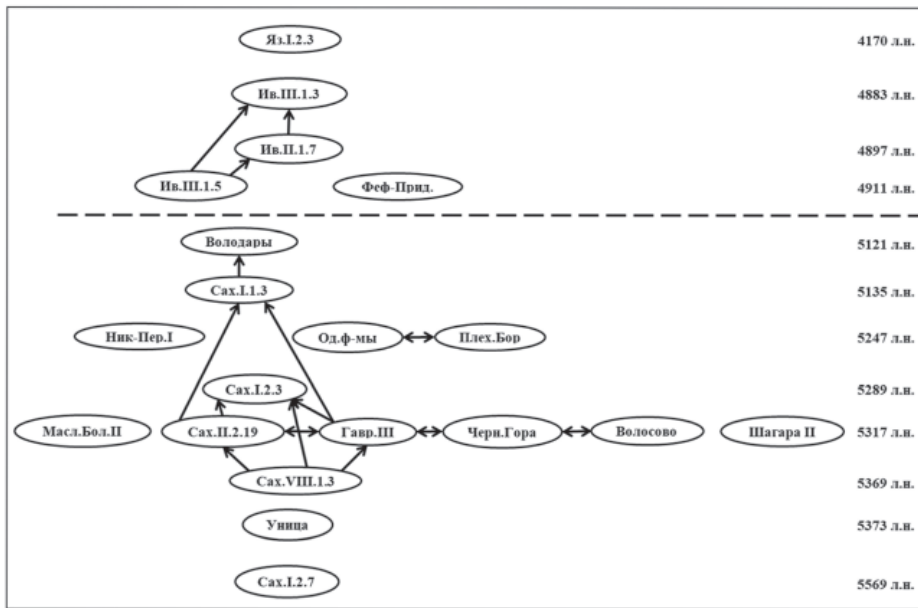 Яз.I.2.3 4170 л.н.
Ив.III.1.3 4883 л.н.
Ив.II.1.7 4897 л.н.
Ив.III.1.5 Феф-Прид. 4911 л.н.
Володары 5121 л.н.
Сах.I.1.3 5135 л.н.
Ник-Пер.I Од.ф-мы Плех.Бор 5247 л.н.
Сах.I.2.3 5289 л.н.
Масл.Бол.II Сах.II.2.19 Гавр.III Черн.Гора Волосово Шагара II 5317 л.н.
Сах.VIII.1.3 5369 л.н.
Уница 5373 л.н.
Сах.I.2.7 5569 л.н.